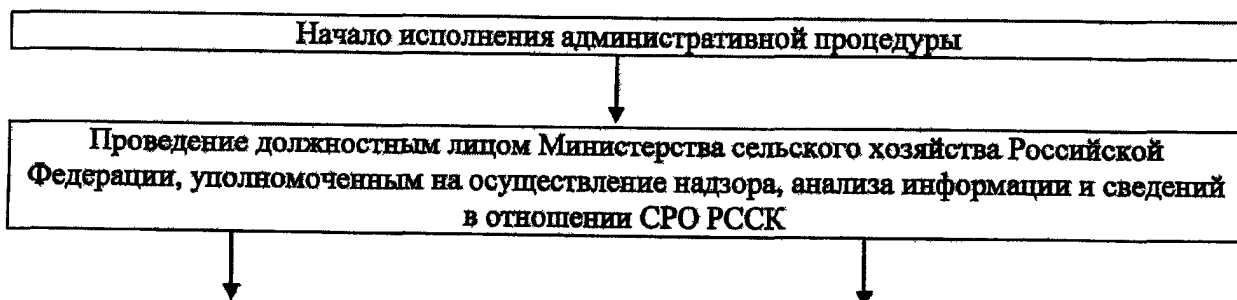 Начало исполнения административной процедуры
Проведение должностным лицом Министерства сельского хозяйства Российской
Федерации, уполномоченным на осуществление надзора, анализа информации и сведений
в отношении СРО РССК